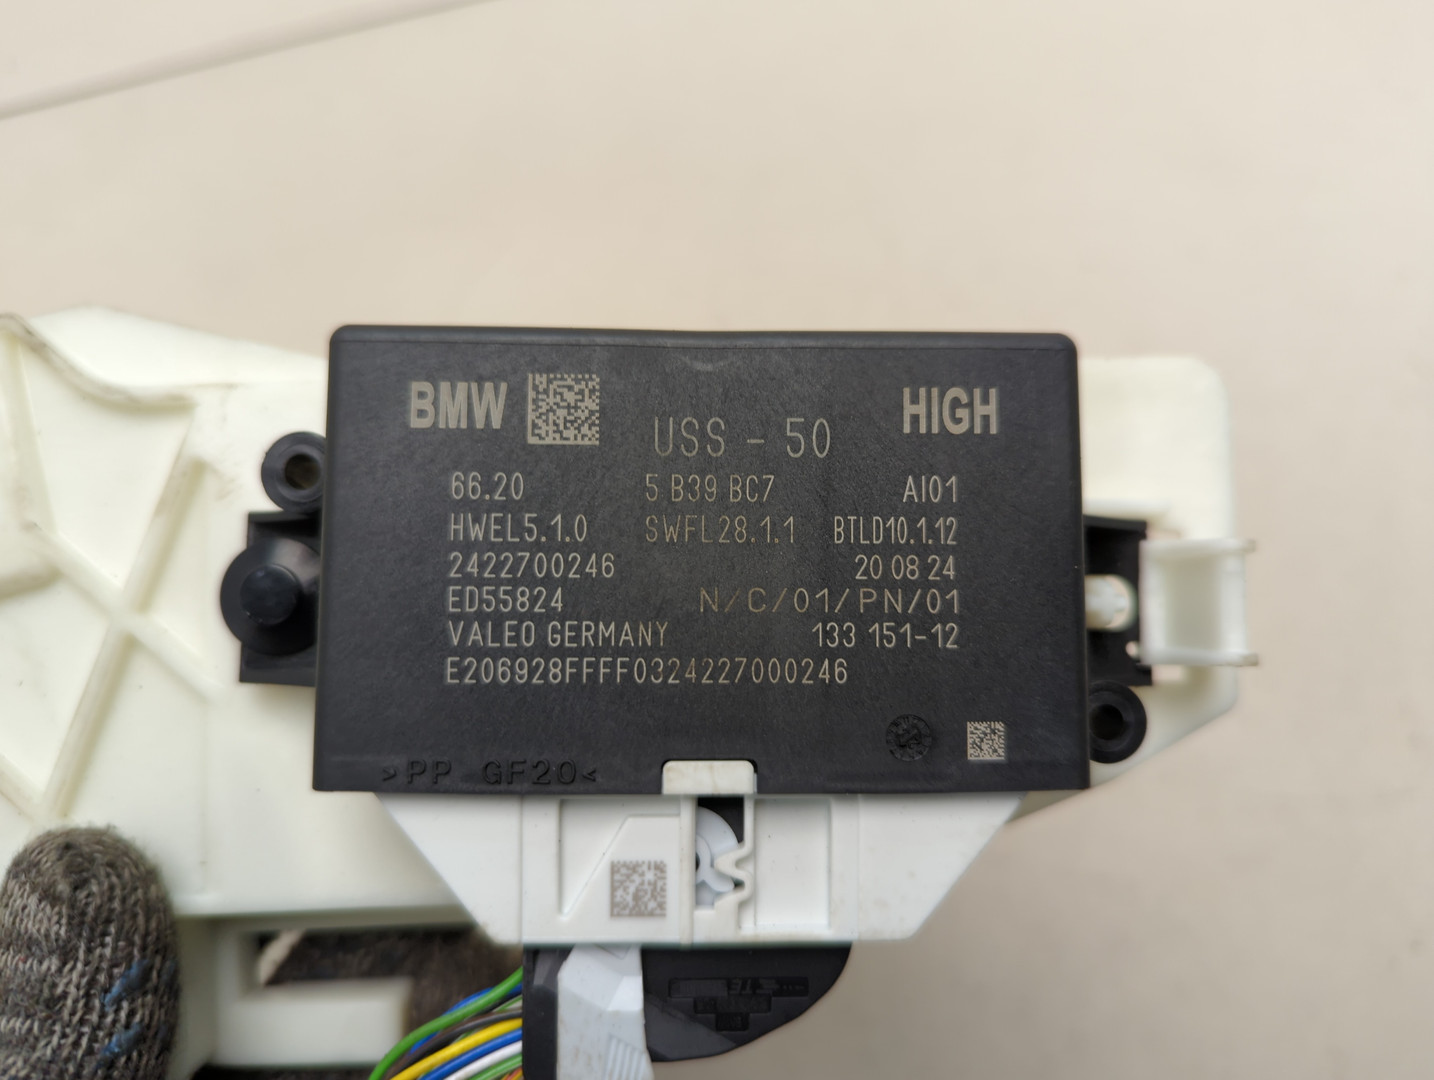 BMW USS - 50 HIGH
66.20 5 B39 BC7 AI01
HWEL5.1.0 SWFL28.1.1 BTLD10.1.12
2422700246 20 08 24
ED55824 N/C/01/PN/01
VALEO GERMANY 133 151-12
E206928FFFF0324227000246
>PP GF20<